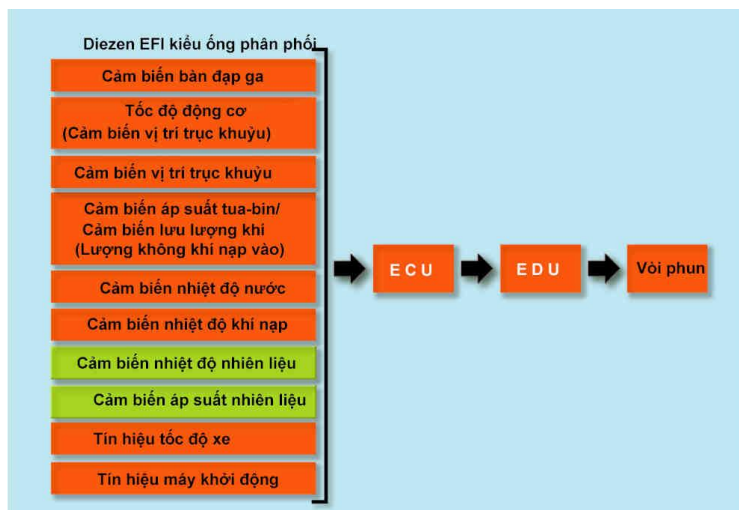 Diezen EFI kiểu ống phân phối
Cảm biến bàn đạp ga
Tốc độ động cơ
(Cảm biến vị trí trục khuỷu)
Cảm biến vị trí trục khuỷu
Cảm biến áp suất tua-bin/
Cảm biến lưu lượng khí
(Lượng không khí nạp vào)
Cảm biến nhiệt độ nước
Cảm biến nhiệt độ khí nạp
Cảm biến nhiệt độ nhiên liệu
Cảm biến áp suất nhiên liệu
Tín hiệu tốc độ xe
Tín hiệu máy khởi động
ECU
EDU
Vòi phun